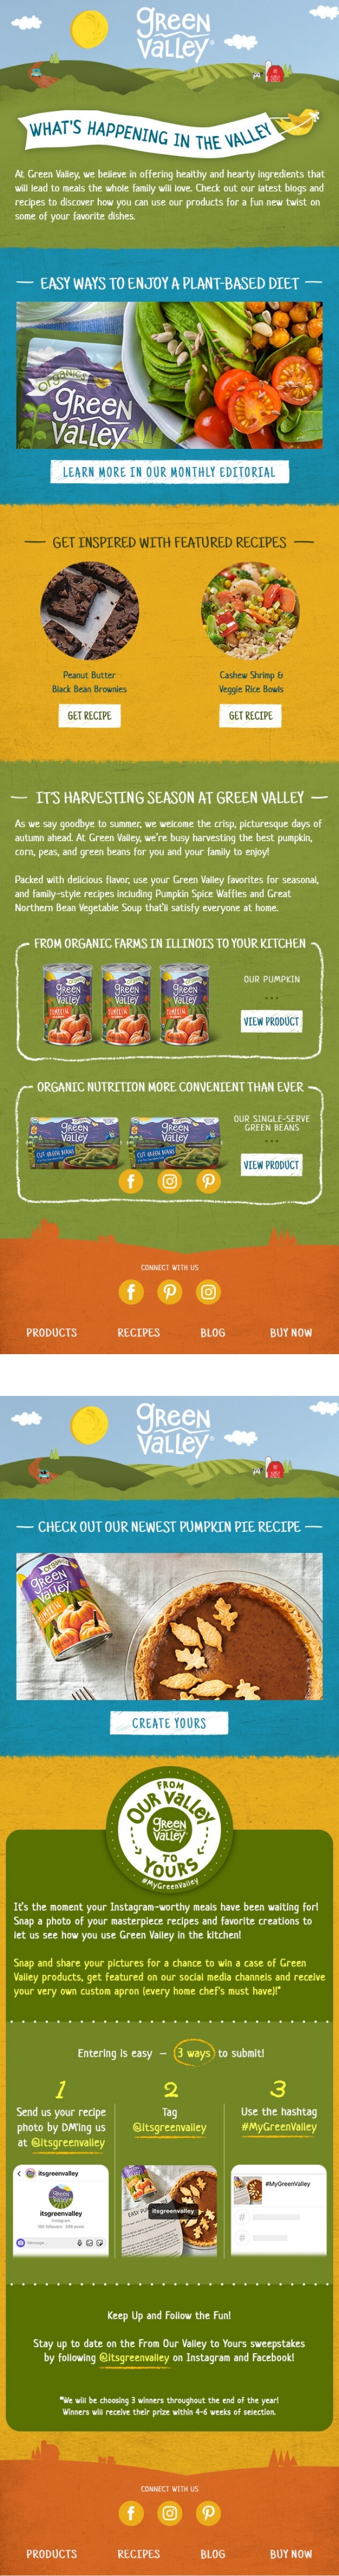 green
Valley
WHAT'S HAPPENING IN THE VALLEY
At Green Valley, we believe in offering healthy and hearty ingredients that
will lead to meals the whole family will love. Check out our latest blogs and
recipes to discover how you can use our products for a fun new twist on
some of your favorite dishes.
EASY WAYS TO ENJOY A PLANT-BASED DIET
ORGANICS
green
Valley
LEARN MORE IN OUR MONTHLY EDITORIAL
GET INSPIRED WITH FEATURED RECIPES
Peanut Butter
Black Bean Brownies
Cashew Shrimp &
Veggie Rice Bowls
GET RECIPE
GET RECIPE
IT'S HARVESTING SEASON AT GREEN VALLEY
As we say goodbye to summer, we welcome the crisp, picturesque days of
autumn ahead. At Green Valley, we're busy harvesting the best pumpkin,
corn, peas, and green beans for you and your family to enjoy!
Packed with delicious flavor, use your Green Valley favorites for seasonal,
and family-style recipes including Pumpkin Spice Waffles and Great
Northern Bean Vegetable Soup that'll satisfy everyone at home.
FROM ORGANIC FARMS IN ILLINOIS TO YOUR KITCHEN
green Valley PUMPKIN
green Valley PUMPKIN
green Valley PUMPKIN
OUR PUMPKIN
VIEW PRODUCT
ORGANIC NUTRITION MORE CONVENIENT THAN EVER
green Valley CUT GREEN BEANS
green Valley CUT GREEN BEANS
OUR SINGLE-SERVE
GREEN BEANS
VIEW PRODUCT
CONNECT WITH US
PRODUCTS RECIPES BLOG BUY NOW
green
Valley
CHECK OUT OUR NEWEST PUMPKIN PIE RECIPE
ORGANIC
green
Valley
PUMPKIN
CREATE YOURS
FROM
OUR VALLEY
green
Valley
TO
YOURS
#MyGreenValley
It's the moment your Instagram-worthy meals have been waiting for!
Snap a photo of your masterpiece recipes and favorite creations to
let us see how you use Green Valley in the kitchen!
Snap and share your pictures for a chance to win a case of Green
Valley products, get featured on our social media channels and receive
your very own custom apron (every home chef's must have)!*
Entering is easy – 3 ways to submit!
1
Send us your recipe
photo by DM'ing us
at @itsgreenvalley
2
Tag
@itsgreenvalley
3
Use the hashtag
#MyGreenValley
itsgreenvalley
green
Valley
itsgreenvalley
Instagram
Message...
itsgreenvalley
#MyGreenValley
#
#
Keep Up and Follow the Fun!
Stay up to date on the From Our Valley to Yours sweepstakes
by following @itsgreenvalley on Instagram and Facebook!
*We will be choosing 3 winners throughout the end of the year!
Winners will receive their prize within 4-6 weeks of selection.
CONNECT WITH US
PRODUCTS RECIPES BLOG BUY NOW